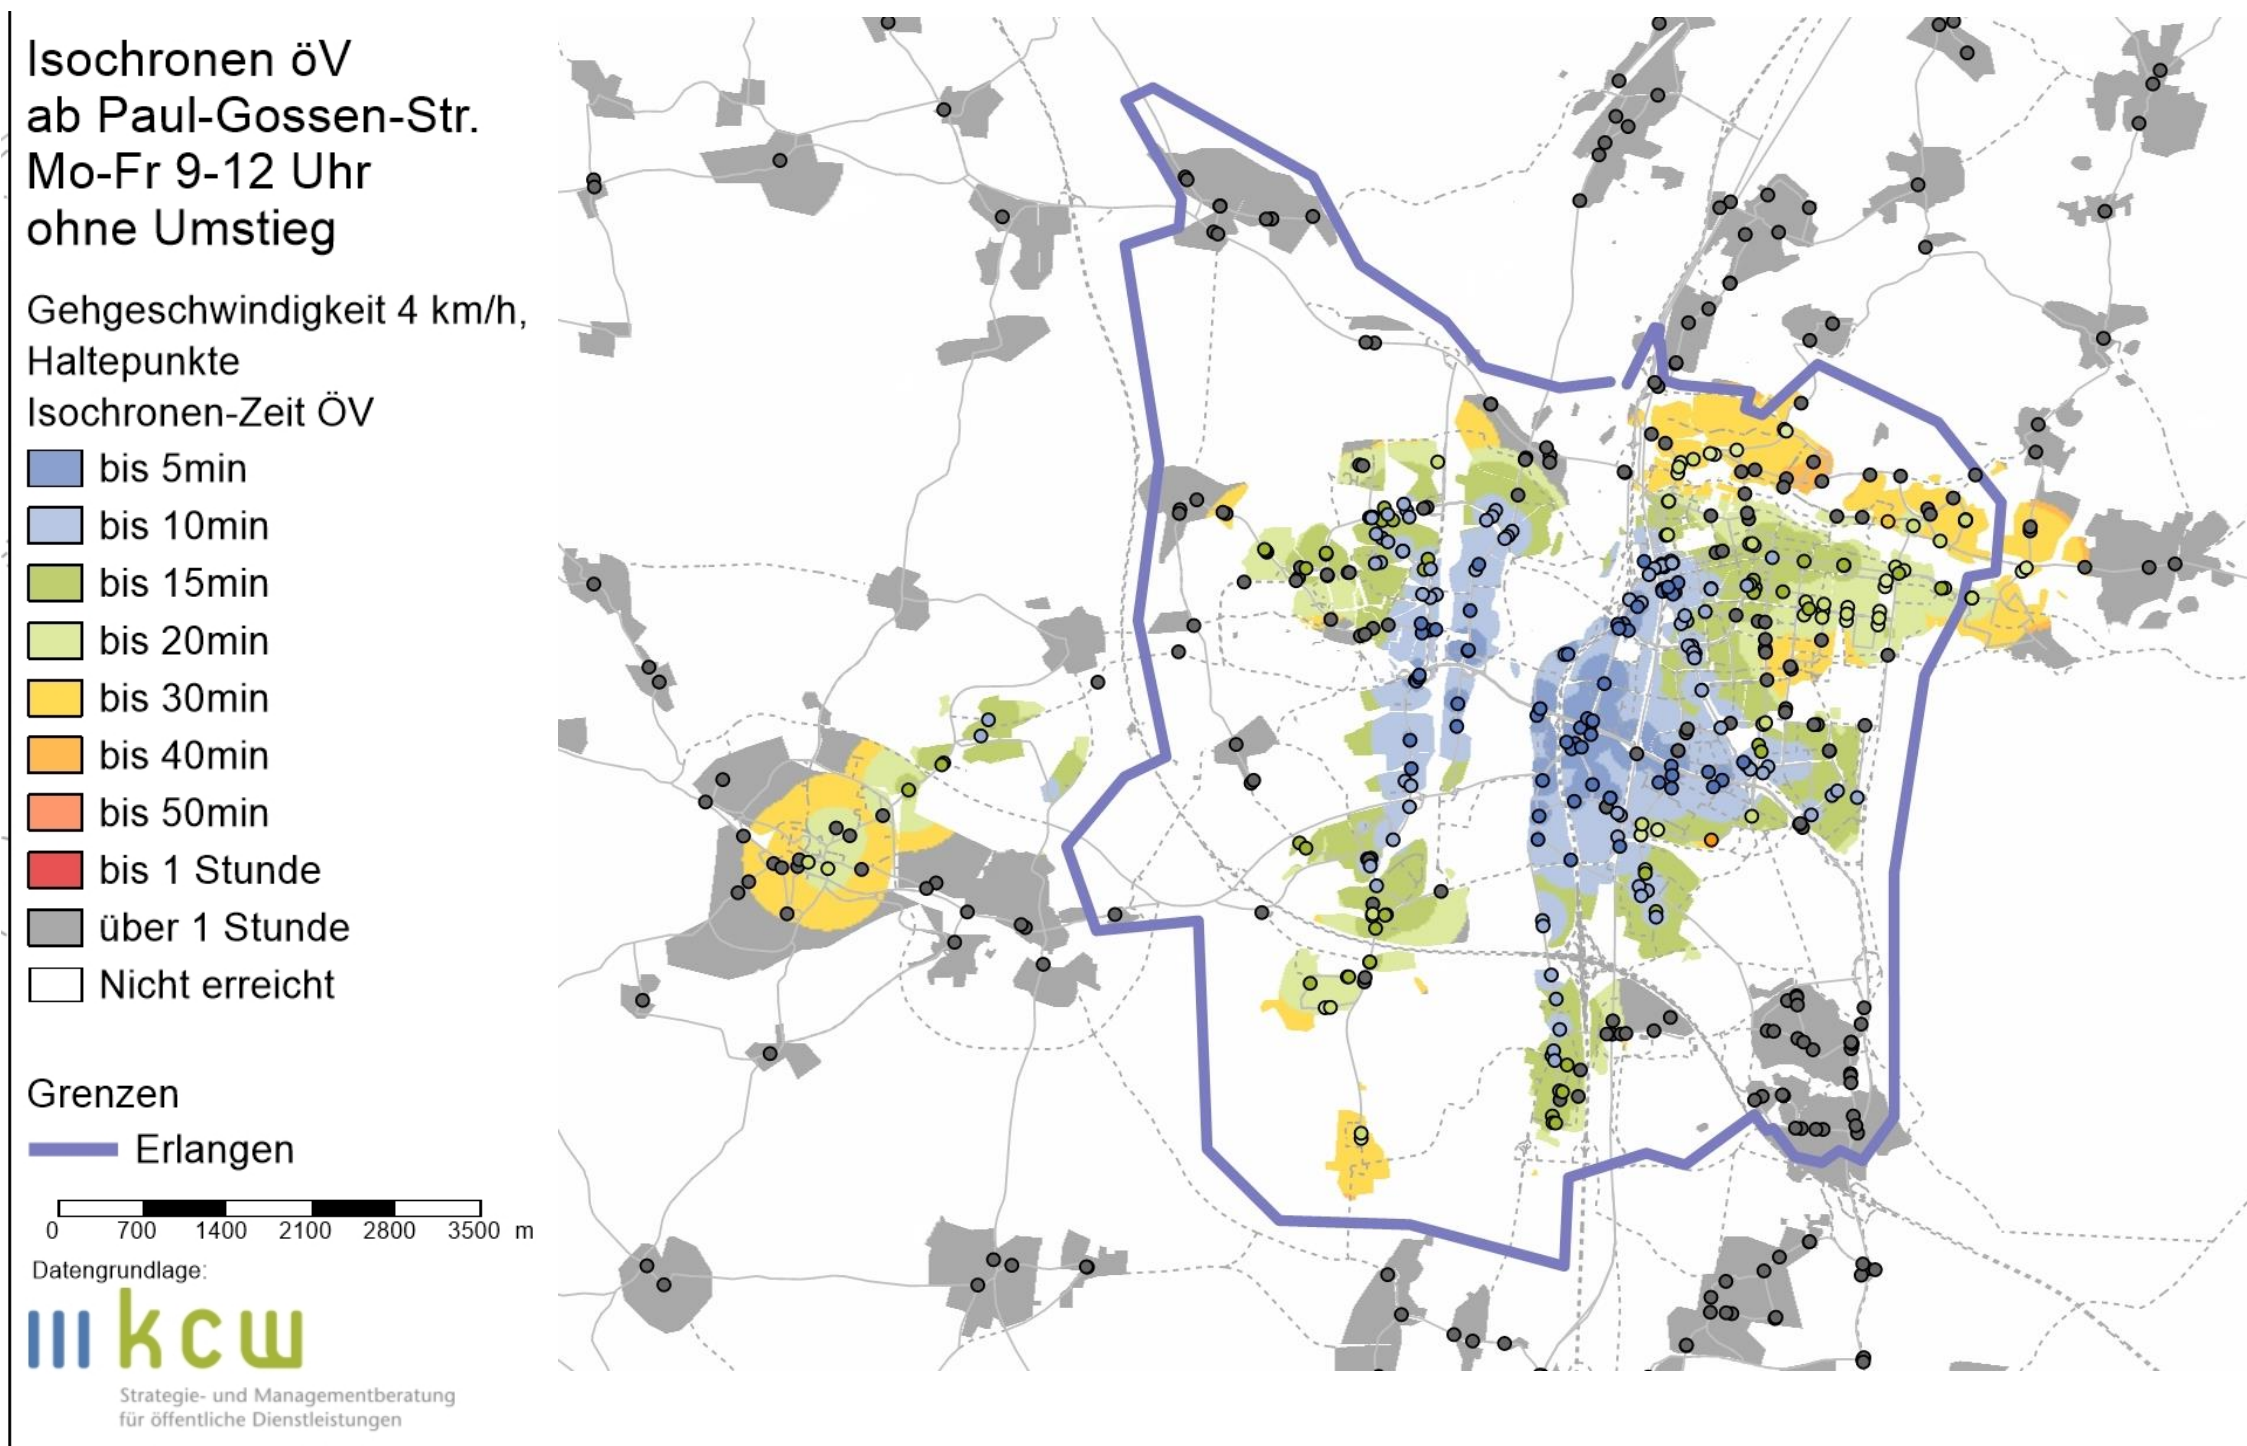 Isochronen öV
ab Paul-Gossen-Str.
Mo-Fr 9-12 Uhr
ohne Umstieg
Gehgeschwindigkeit 4 km/h,
Haltepunkte
Isochronen-Zeit ÖV
bis 5min
bis 10min
bis 15min
bis 20min
bis 30min
bis 40min
bis 50min
bis 1 Stunde
über 1 Stunde
Nicht erreicht
Grenzen
Erlangen
0 700 1400 2100 2800 3500 m
Datengrundlage:
kcw
Strategie- und Managementberatung
für öffentliche Dienstleistungen